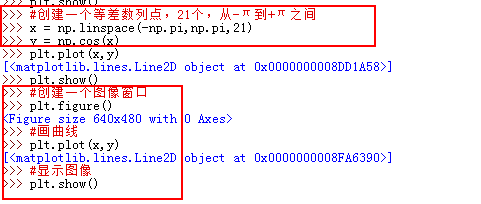 >>> plt.show()
>>> #创建一个等差数列点，21个，从-π到+π之间
>>> x = np.linspace(-np.pi,np.pi,21)
>>> y = np.cos(x)
>>> plt.plot(x,y)
[<matplotlib.lines.Line2D object at 0x0000000008DD1A58>]
>>> plt.show()
>>> #创建一个图像窗口
>>> plt.figure()
<Figure size 640x480 with 0 Axes>
>>> #画曲线
>>> plt.plot(x,y)
[<matplotlib.lines.Line2D object at 0x0000000008FA6390>]
>>> #显示图像
>>> plt.show()